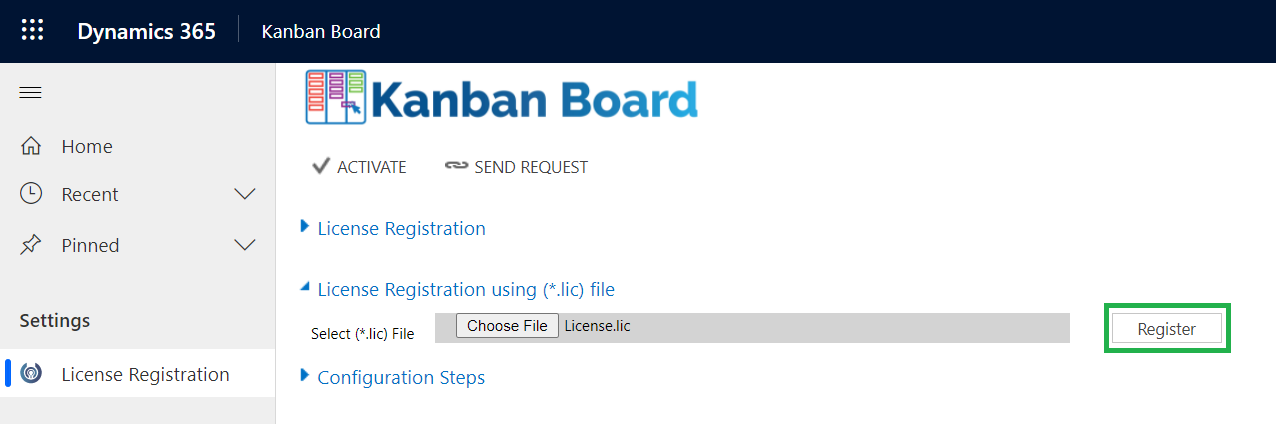 Dynamics 365 Kanban Board
Kanban Board
ACTIVATE SEND REQUEST
Home
Recent
Pinned
Settings
License Registration
License Registration
License Registration using (*.lic) file
Select (*.lic) File Choose File License.lic Register
Configuration Steps